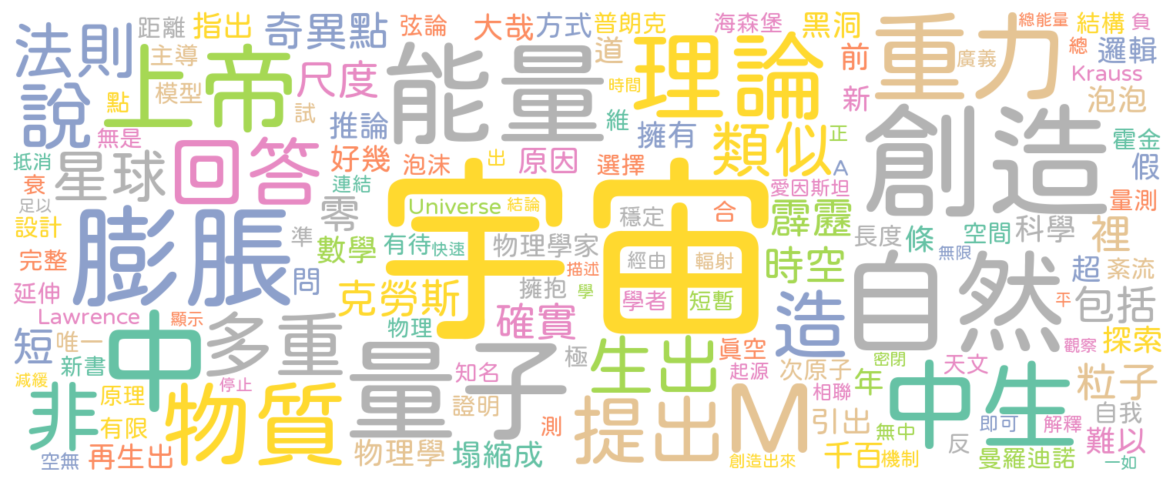 法則
距離
指出
奇異點
弦論
大哉
方式
普朗克
海森堡
黑洞
前
重力
總能量
結構
負
說
上帝
主導
模型
點
尺度
試
能量
道
理論
時間
維
新
廣義
總
邏輯
Krauss
泡泡
抵消
無是
回答
推論
擁有
類似
正
創造
霍金
假
衰
星球
好幾
泡沫
出
原因
選擇
A
愛因斯坦
量測
足以
連結
設計
膨脹
零
準
Universe
結論
宇宙
穩定
合
霹靂
長度
條
空間
科學
裡
完整
問
數學
有待
快速
物理學家
描述
經由
輻射
時空
無限
超
紊流
延伸
克勞斯
擁抱
學
學者
短暫
造
自然
平
包括
Lawrence
顯示
物理
確實
短
唯一
中
多重
量子
極
生出
真空
密閉
觀察
探索
新書
減緩
停止
知名
起源
次原子
年
天文
粒子
非
原理
物質
證明
測
提出
M
相聯
引出
中生
自我
有限
無中
即可
解釋
反
難以
空無
再生出
物理學
塌縮成
創造出來
千百
機制
曼羅迪諾
一如